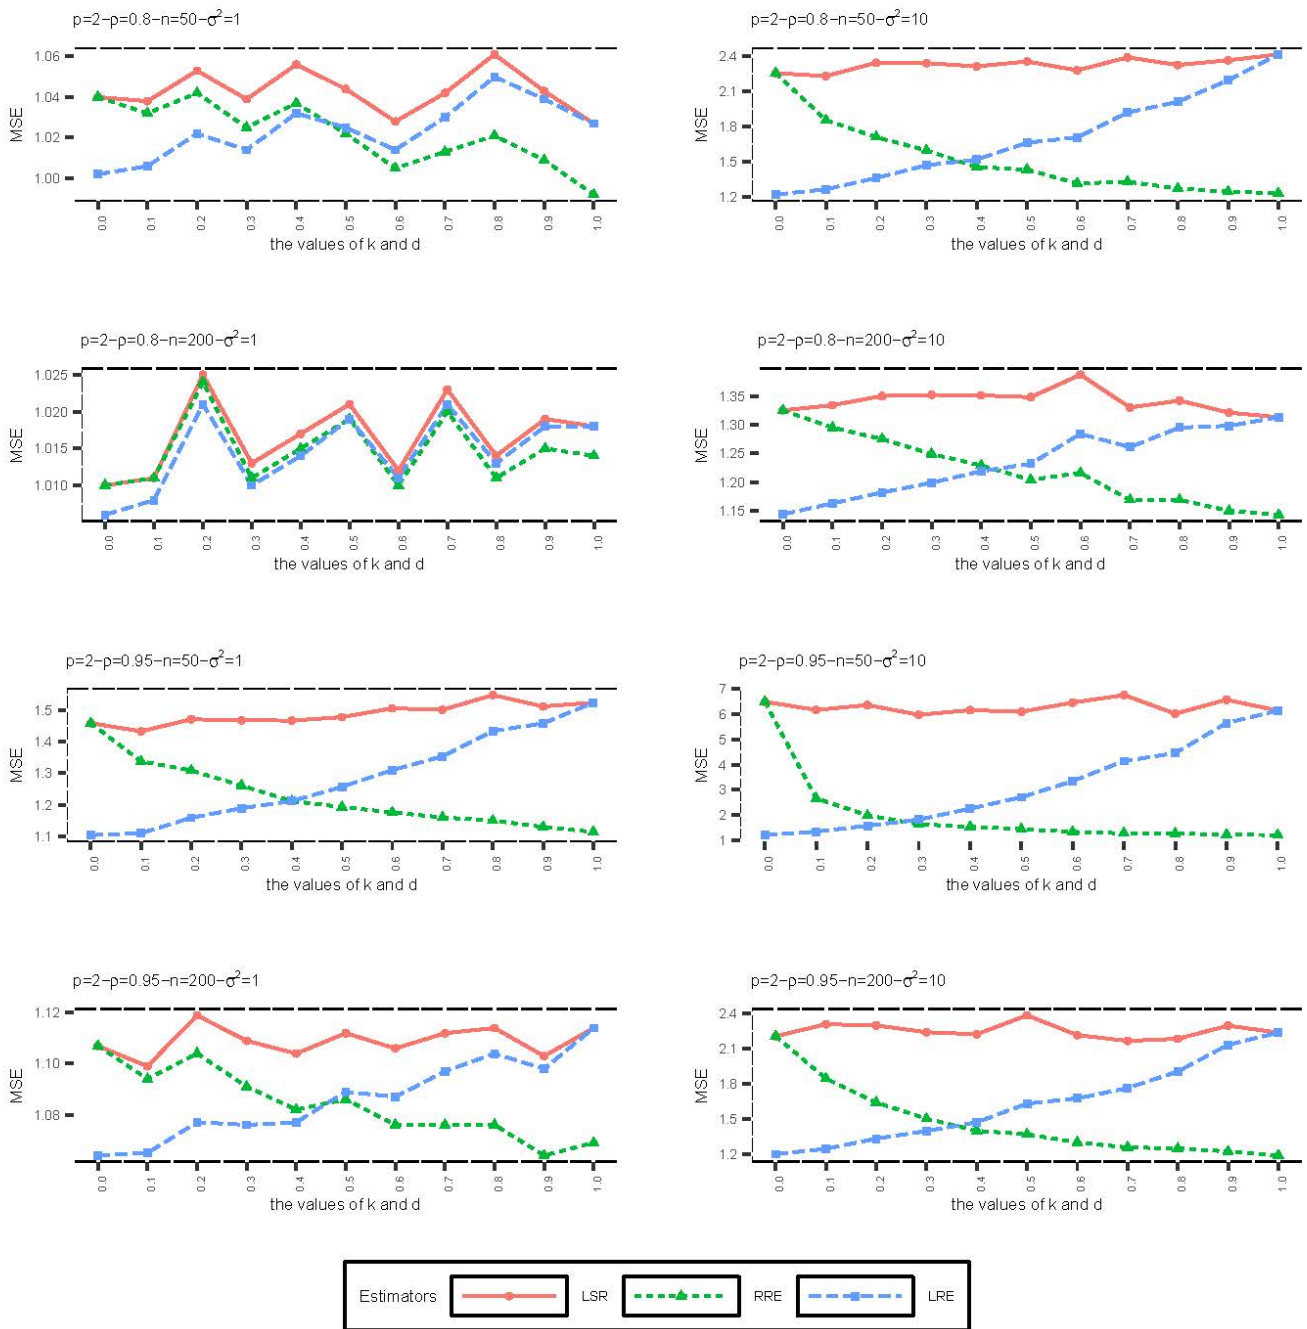 p=2−ρ=0.8−n=50−σ²=1
MSE
1.06
1.04
1.02
1.00
0.0 0.1 0.2 0.3 0.4 0.5 0.6 0.7 0.8 0.9 1.0
the values of k and d
p=2−ρ=0.8−n=50−σ²=10
MSE
2.4
2.1
1.8
1.5
1.2
0.0 0.1 0.2 0.3 0.4 0.5 0.6 0.7 0.8 0.9 1.0
the values of k and d
p=2−ρ=0.8−n=200−σ²=1
MSE
1.025
1.020
1.015
1.010
0.0 0.1 0.2 0.3 0.4 0.5 0.6 0.7 0.8 0.9 1.0
the values of k and d
p=2−ρ=0.8−n=200−σ²=10
MSE
1.35
1.30
1.25
1.20
1.15
0.0 0.1 0.2 0.3 0.4 0.5 0.6 0.7 0.8 0.9 1.0
the values of k and d
p=2−ρ=0.95−n=50−σ²=1
MSE
1.5
1.4
1.3
1.2
1.1
0.0 0.1 0.2 0.3 0.4 0.5 0.6 0.7 0.8 0.9 1.0
the values of k and d
p=2−ρ=0.95−n=50−σ²=10
MSE
7
6
5
4
3
2
1
0.0 0.1 0.2 0.3 0.4 0.5 0.6 0.7 0.8 0.9 1.0
the values of k and d
p=2−ρ=0.95−n=200−σ²=1
MSE
1.12
1.10
1.08
0.0 0.1 0.2 0.3 0.4 0.5 0.6 0.7 0.8 0.9 1.0
the values of k and d
p=2−ρ=0.95−n=200−σ²=10
MSE
2.4
2.1
1.8
1.5
1.2
0.0 0.1 0.2 0.3 0.4 0.5 0.6 0.7 0.8 0.9 1.0
the values of k and d
Estimators LSR RRE LRE